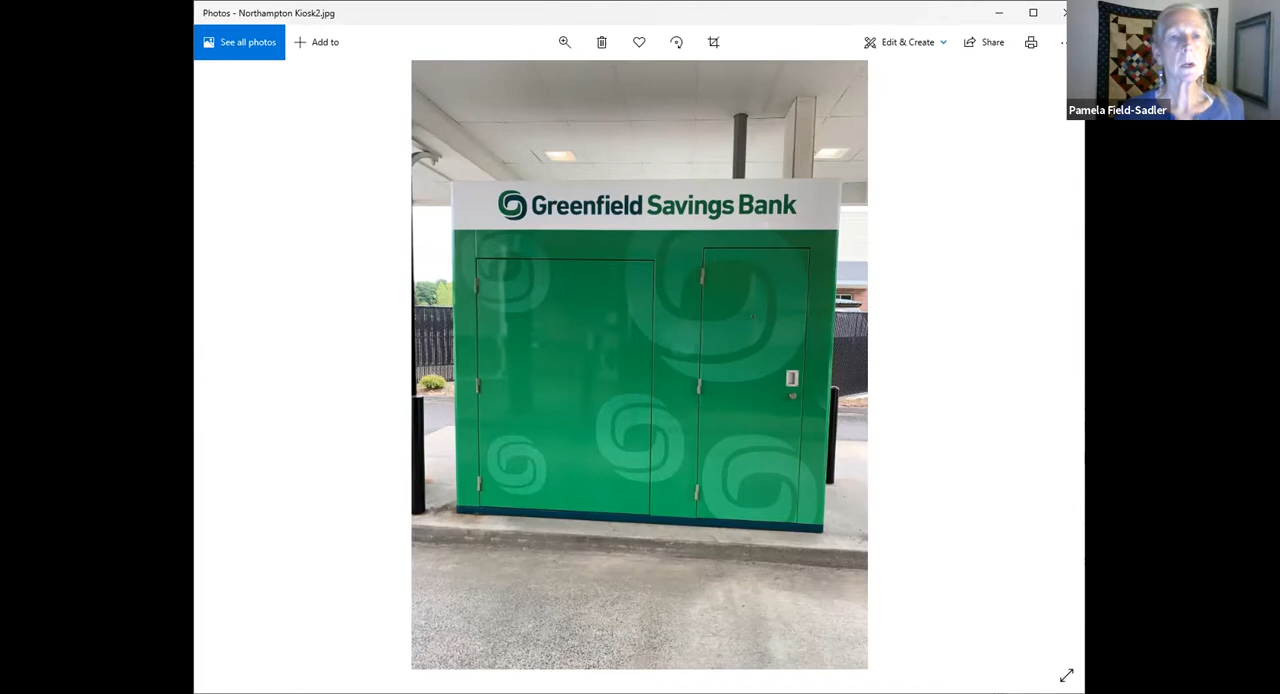 Photos - Northampton Kiosk2.jpg
See all photos
Add to
Edit & Create
Share
Pamela Field-Sadler
Greenfield Savings Bank